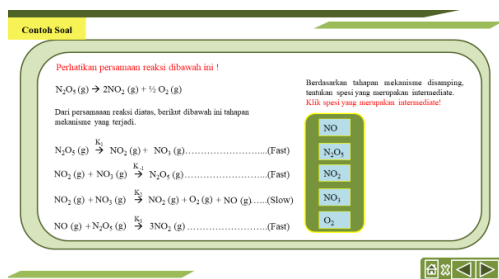 Contoh Soal
Perhatikan persamaan reaksi dibawah ini !
N₂O₅ (g) → 2NO₂ (g) + ½ O₂ (g)
Dari persamaaan reaksi diatas, berikut dibawah ini tahapan
mekanisme yang terjadi.
N₂O₅ (g) K₁→ NO₂ (g) + NO₃ (g)…………………………(Fast)
NO₂ (g) + NO₃ (g) K₋₁→ N₂O₅ (g)…………………………(Fast)
NO₂ (g) + NO₃ (g) → NO₂ (g) + O₂ (g) + NO (g)……(Slow)
NO (g) + N₂O₅ (g) → 3NO₂ (g)…………………………(Fast)
Berdasarkan tahapan mekanisme disamping,
tentukan spesi yang merupakan intermediate.
Klik spesi yang merupakan intermediate!
NO
N₂O₅
NO₂
NO₃
O₂